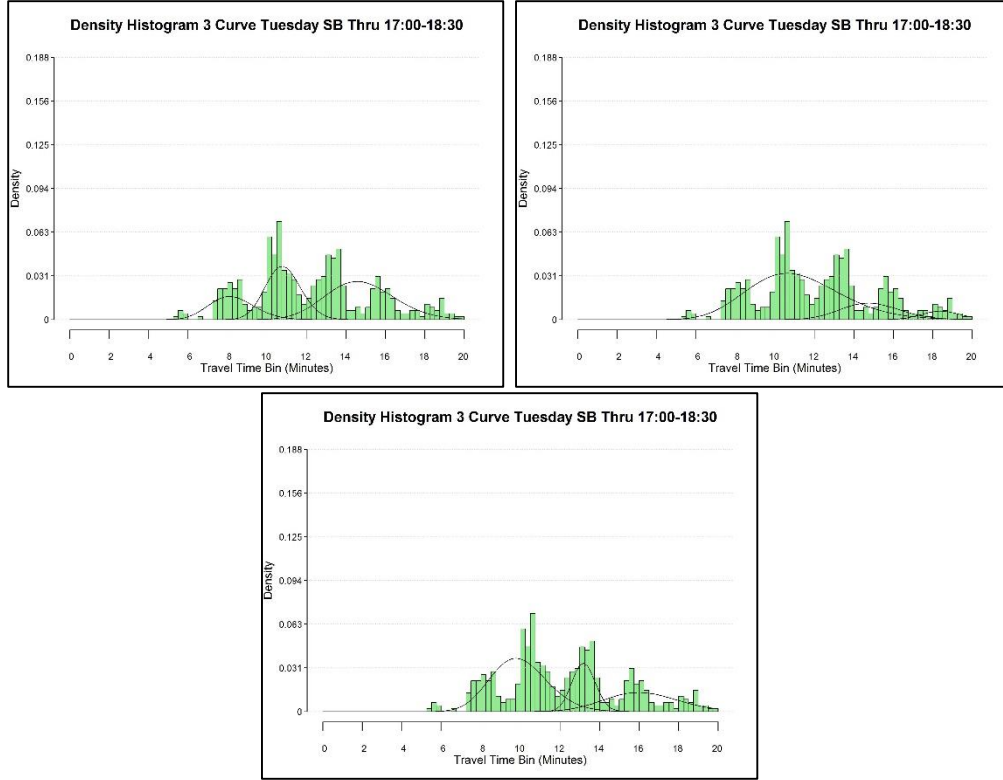 Density Histogram 3 Curve Tuesday SB Thru 17:00-18:30
0.188
0.156
0.125
0.094
0.063
0.031
0
Density
0 2 4 6 8 10 12 14 16 18 20
Travel Time Bin (Minutes)
Density Histogram 3 Curve Tuesday SB Thru 17:00-18:30
0.188
0.156
0.125
0.094
0.063
0.031
0
Density
0 2 4 6 8 10 12 14 16 18 20
Travel Time Bin (Minutes)
Density Histogram 3 Curve Tuesday SB Thru 17:00-18:30
0.188
0.156
0.125
0.094
0.063
0.031
0
Density
0 2 4 6 8 10 12 14 16 18 20
Travel Time Bin (Minutes)